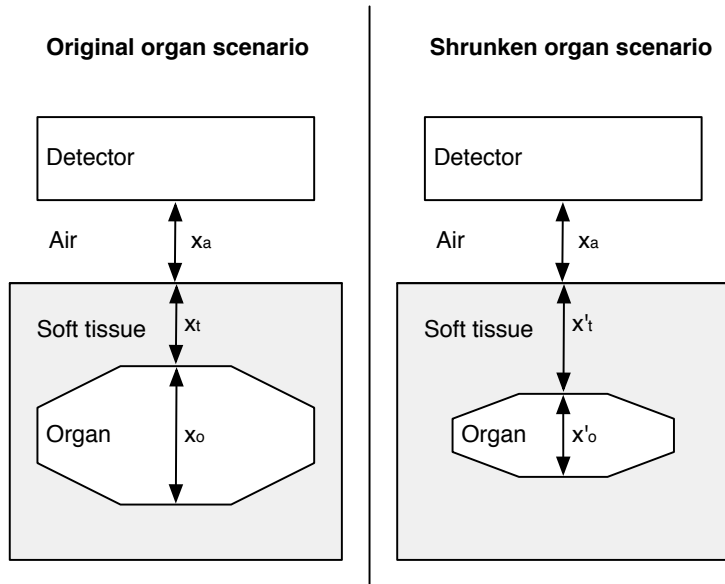 Original organ scenario
Detector
Air
xa
Soft tissue
xt
Organ
xo
Shrunken organ scenario
Detector
Air
xa
Soft tissue
x't
Organ
x'o